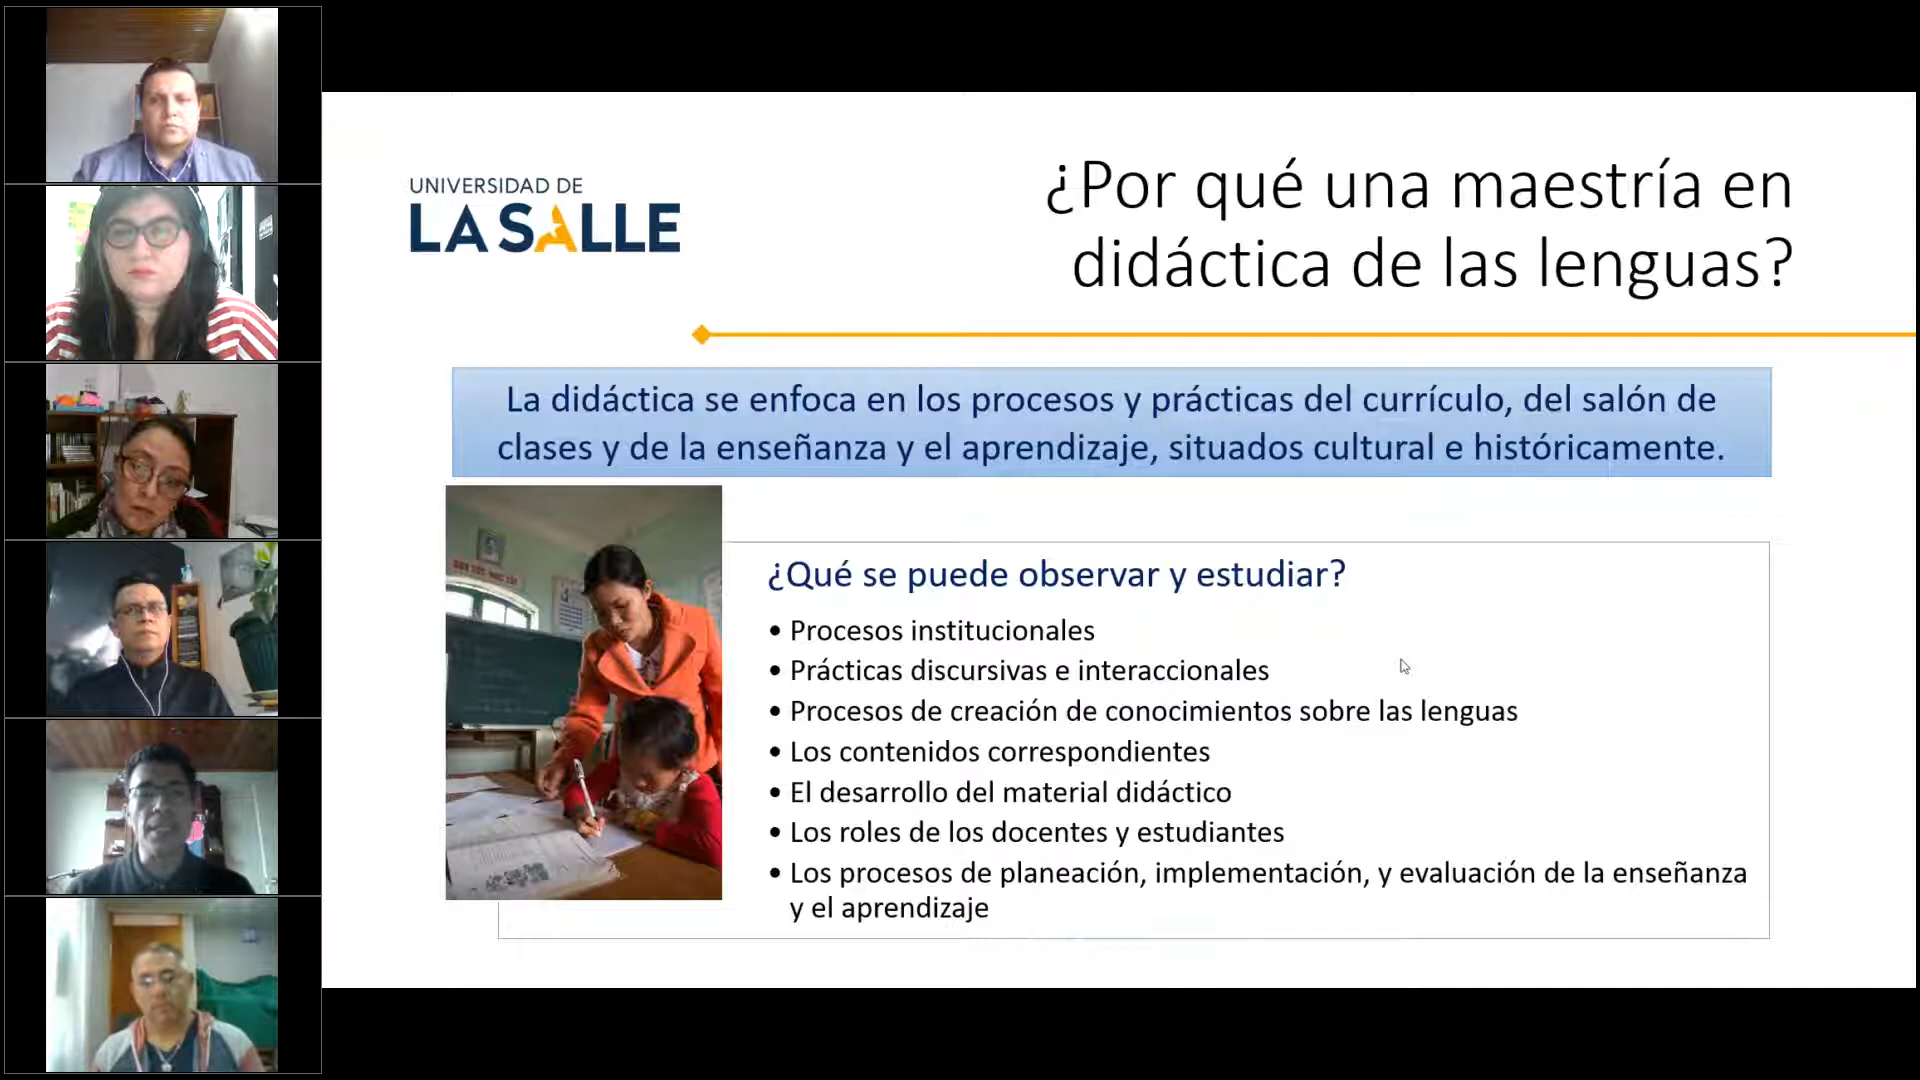 UNIVERSIDAD DE
LA SALLE
¿Por qué una maestría en
didáctica de las lenguas?
La didáctica se enfoca en los procesos y prácticas del currículo, del salón de
clases y de la enseñanza y el aprendizaje, situados cultural e históricamente.
¿Qué se puede observar y estudiar?
• Procesos institucionales
• Prácticas discursivas e interaccionales
• Procesos de creación de conocimientos sobre las lenguas
• Los contenidos correspondientes
• El desarrollo del material didáctico
• Los roles de los docentes y estudiantes
• Los procesos de planeación, implementación, y evaluación de la enseñanza
y el aprendizaje